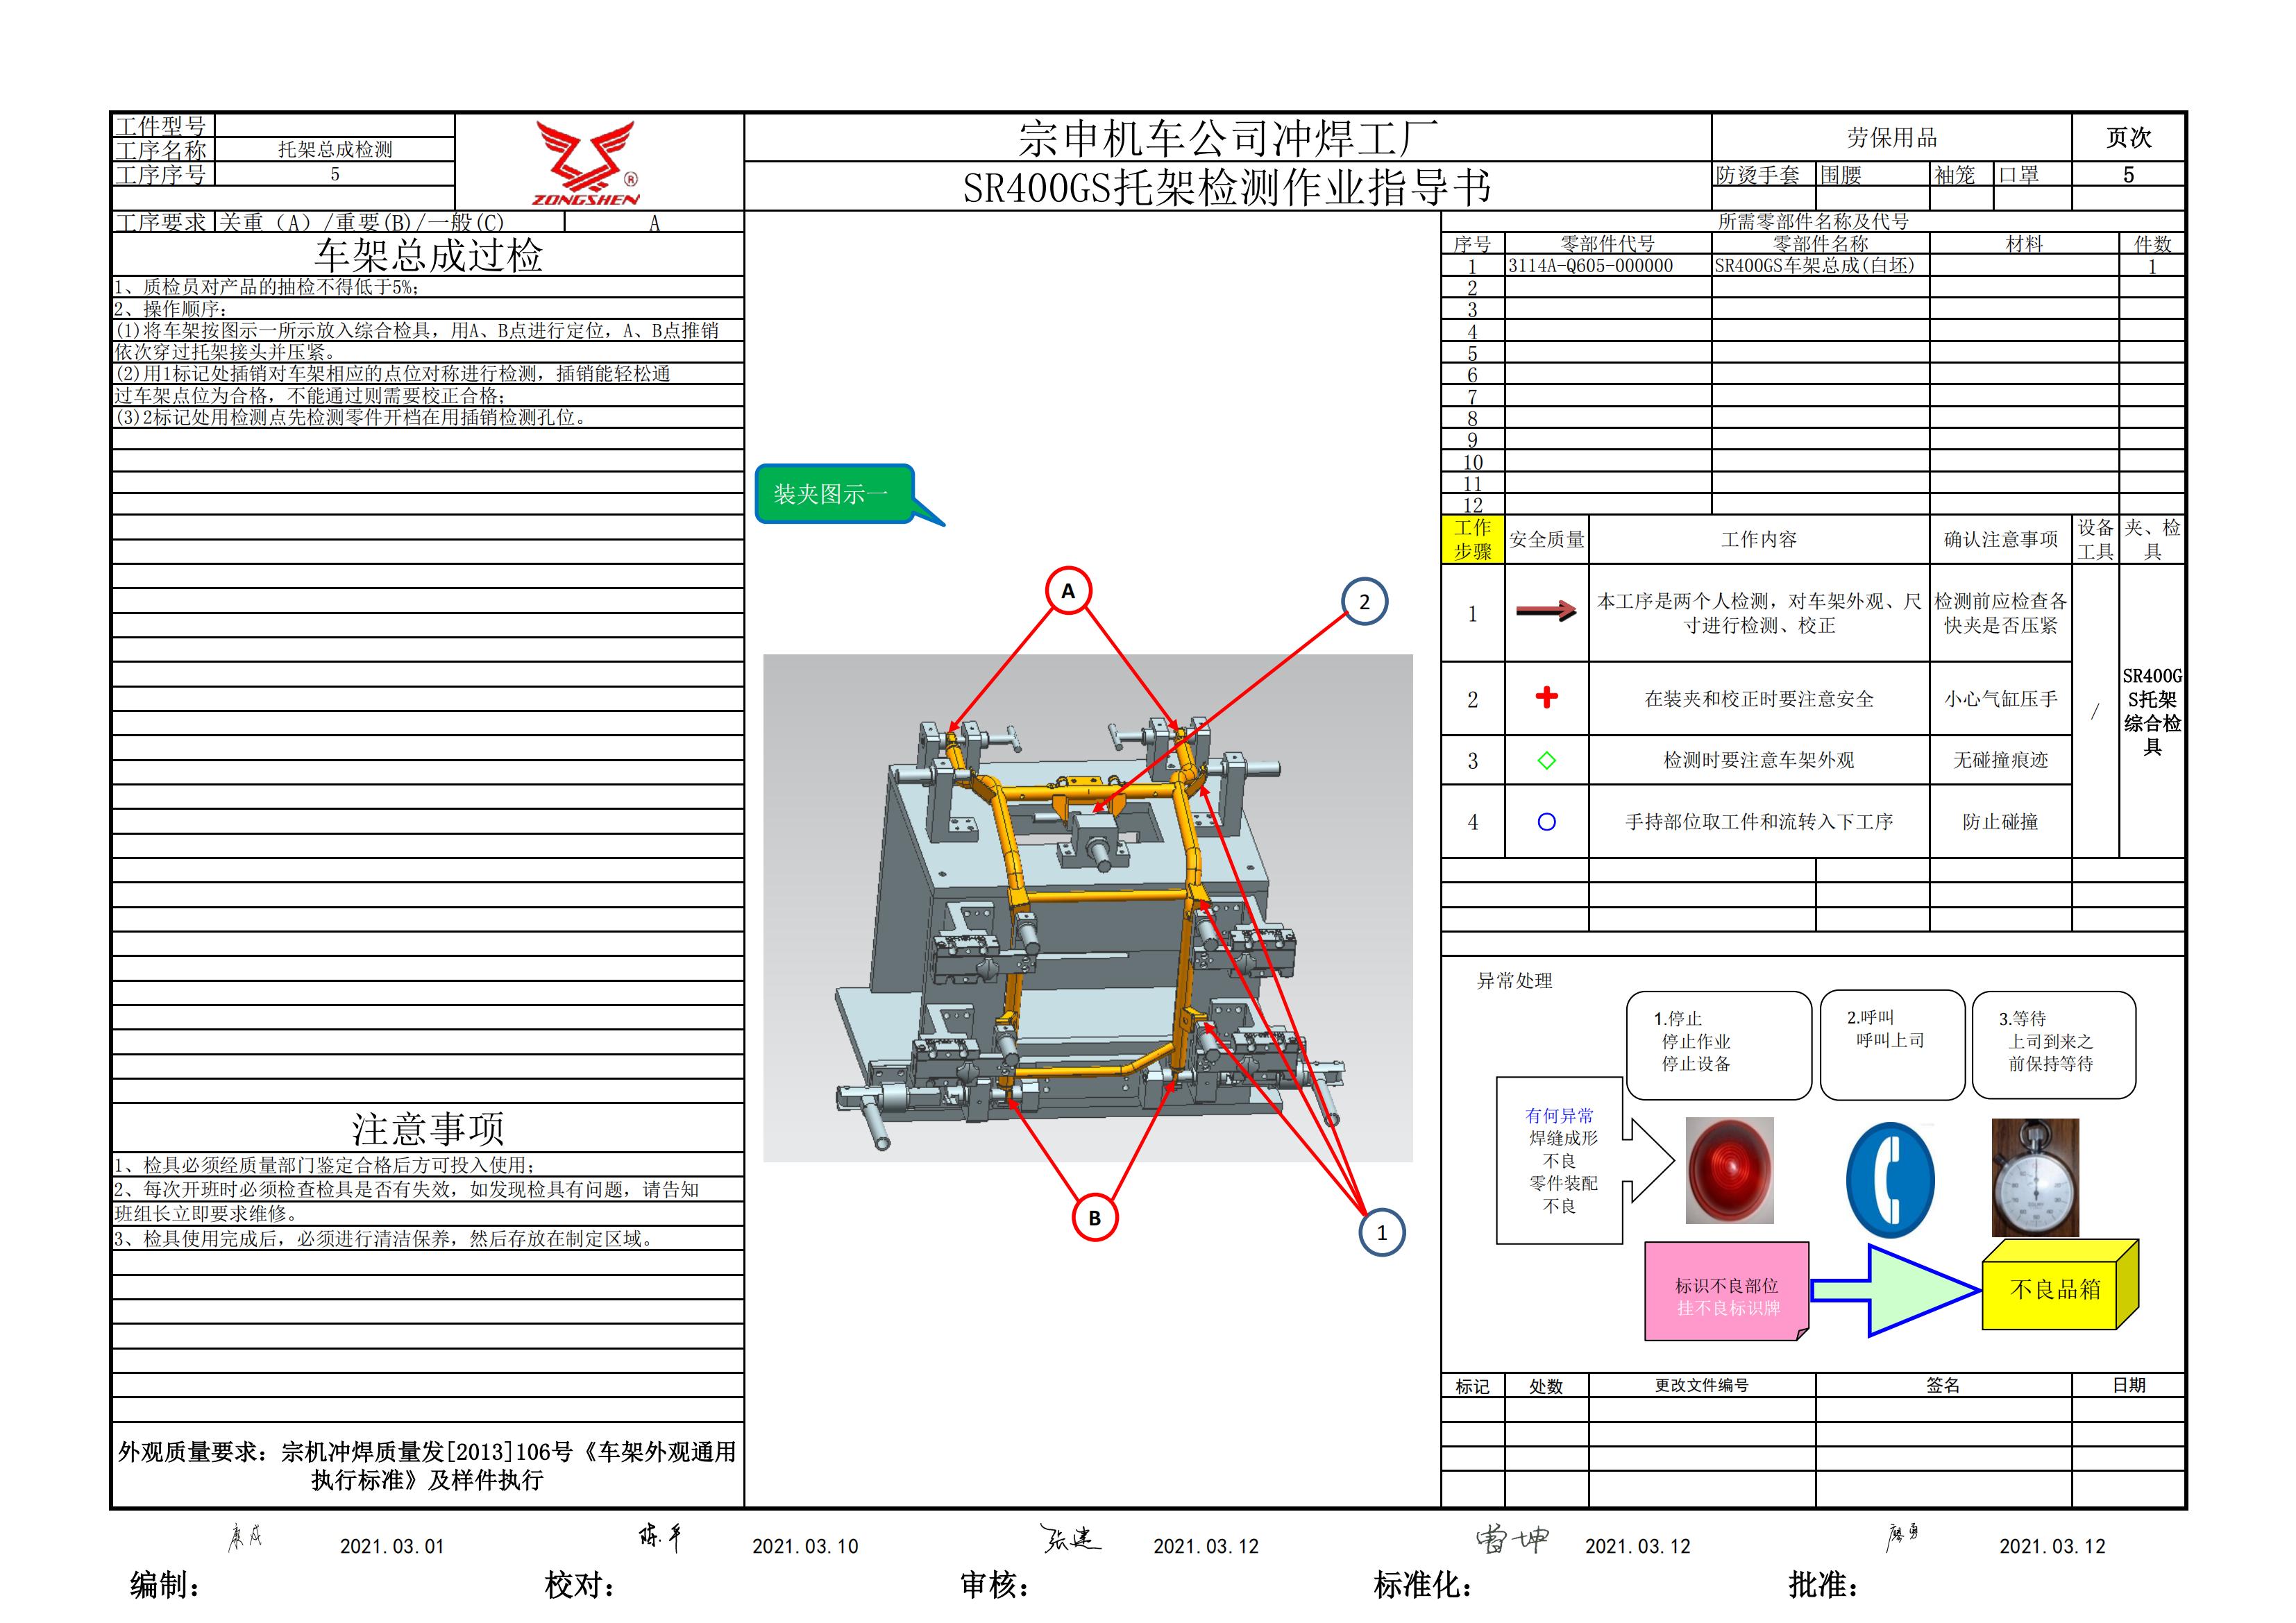 工件型号
工序名称 托架总成检测
工序序号 5
ZONGSHEN ®
宗申机车公司冲焊工厂
SR400GS托架检测作业指导书
劳保用品 页次
防烫手套 围腰 袖笼 口罩 5
工序要求 关重（A）/重要(B)/一般(C) A
车架总成过检
1、质检员对产品的抽检不得低于5%；
2、操作顺序：
(1)将车架按图示一所示放入综合检具，用A、B点进行定位，A、B点推销
依次穿过托架接头并压紧。
(2)用1标记处插销对车架相应的点位对称进行检测，插销能轻松通
过车架点位为合格，不能通过则需要校正合格；
(3)2标记处用检测点先检测零件开档在用插销检测孔位。
注意事项
1、检具必须经质量部门鉴定合格后方可投入使用；
2、每次开班时必须检查检具是否有失效，如发现检具有问题，请告知
班组长立即要求维修。
3、检具使用完成后，必须进行清洁保养，然后存放在制定区域。
外观质量要求：宗机冲焊质量发[2013]106号《车架外观通用
执行标准》及样件执行
装夹图示一
A
2
B
1
所需零部件名称及代号
序号 零部件代号 零部件名称 材料 件数
1 3114A-Q605-000000 SR400GS车架总成(白坯) 1
2
3
4
5
6
7
8
9
10
11
12
工作步骤 安全质量 工作内容 确认注意事项 设备工具 夹、检具
1 本工序是两个人检测，对车架外观、尺 检测前应检查各
寸进行检测、校正 快夹是否压紧
2 在装夹和校正时要注意安全 小心气缸压手
3 检测时要注意车架外观 无碰撞痕迹
4 手持部位取工件和流转入下工序 防止碰撞
/
SR400G
S托架
综合检
具
异常处理
1.停止
停止作业
停止设备
2.呼叫
呼叫上司
3.等待
上司到来之
前保持等待
有何异常
焊缝成形
不良
零件装配
不良
标识不良部位
挂不良标识牌
不良品箱
标记 处数 更改文件编号 签名 日期
2021.03.01 陈平 2021.03.10 张建 2021.03.12 雷坤 2021.03.12 廖勇 2021.03.12
编制： 校对： 审核： 标准化： 批准：